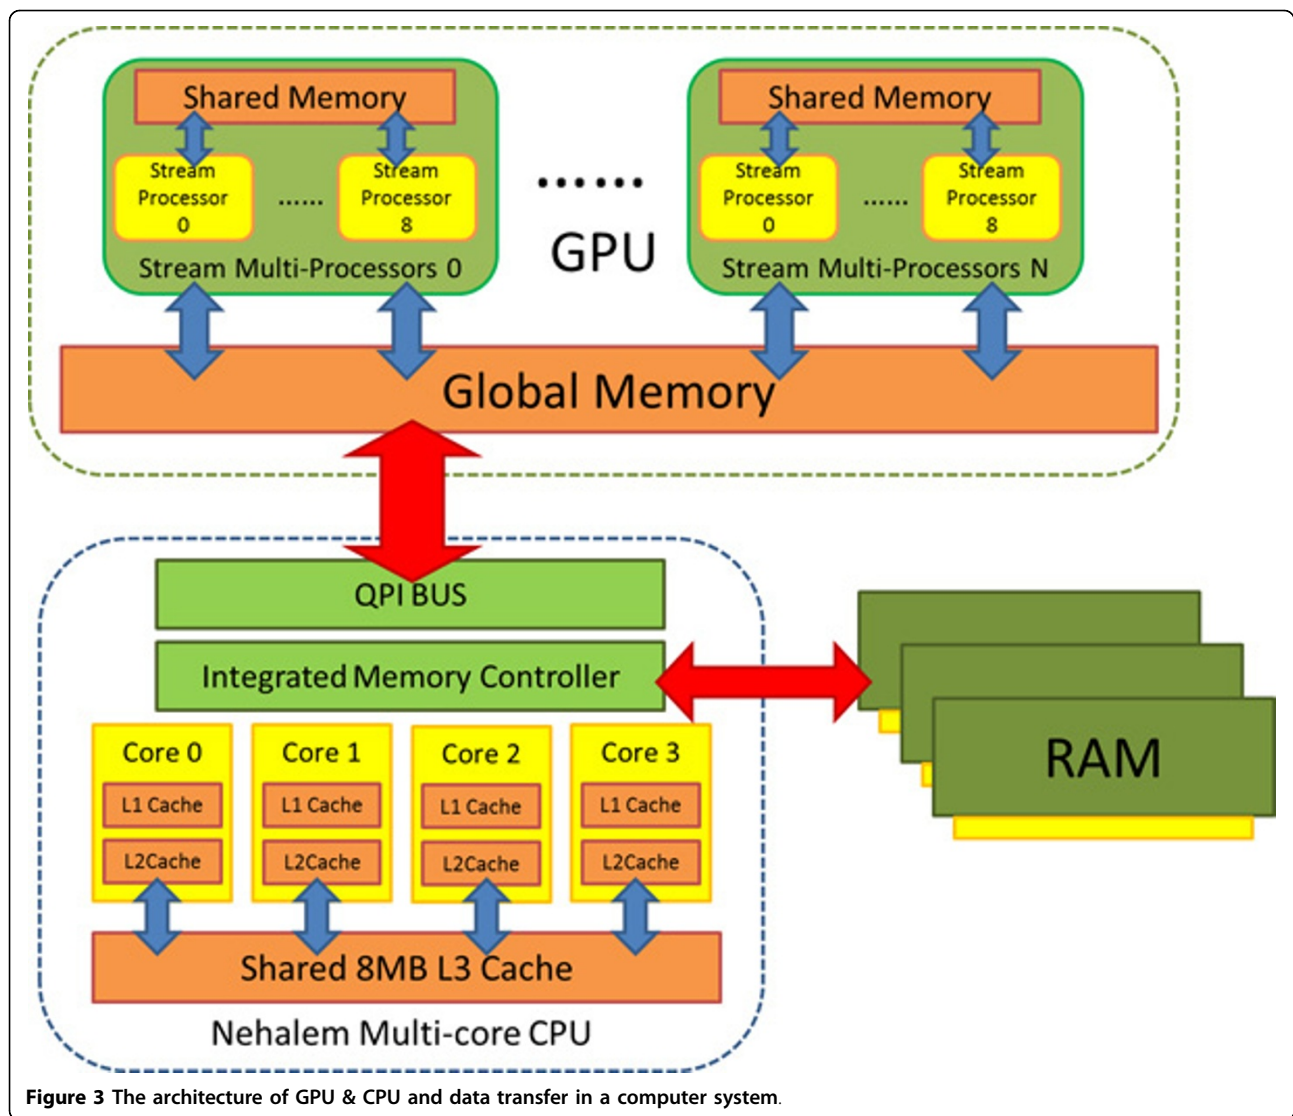 Shared Memory
Shared Memory
Stream
Processor
0
......
Stream
Processor
8
Stream
Processor
0
......
Stream
Processor
8
Stream Multi-Processors 0
......
GPU
Stream Multi-Processors N
Global Memory
QPI BUS
Integrated Memory Controller
RAM
Core 0
Core 1
Core 2
Core 3
L1 Cache
L1 Cache
L1 Cache
L1 Cache
L2Cache
L2Cache
L2Cache
L2Cache
Shared 8MB L3 Cache
Nehalem Multi-core CPU
Figure 3 The architecture of GPU & CPU and data transfer in a computer system.